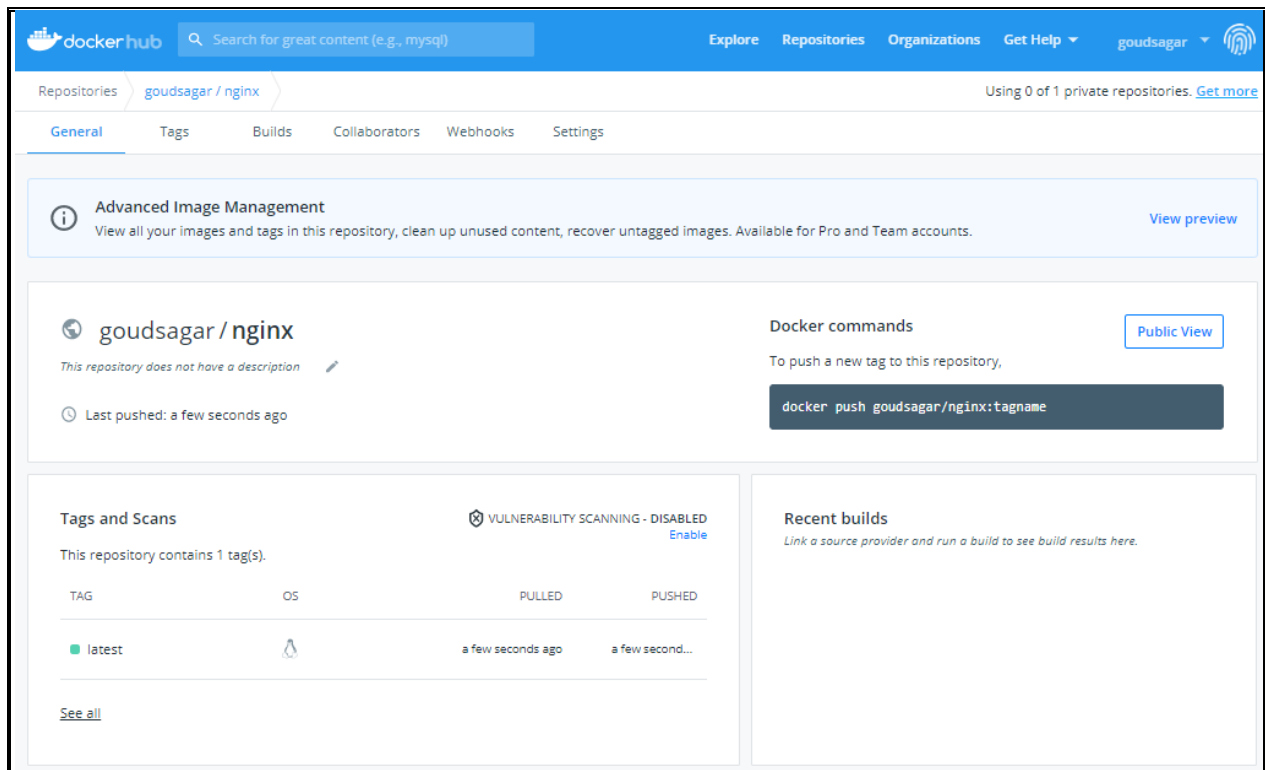 dockerhub Search for great content (e.g., mysql) Explore Repositories Organizations Get Help goudsagar
Repositories goudsagar / nginx Using 0 of 1 private repositories. Get more
General Tags Builds Collaborators Webhooks Settings
Advanced Image Management
View all your images and tags in this repository, clean up unused content, recover untagged images. Available for Pro and Team accounts.
View preview
goudsagar / nginx
This repository does not have a description
Last pushed: a few seconds ago
Docker commands
Public View
To push a new tag to this repository,
docker push goudsagar/nginx:tagname
Tags and Scans
VULNERABILITY SCANNING - DISABLED
Enable
This repository contains 1 tag(s).
TAG OS PULLED PUSHED
latest a few seconds ago a few second...
See all
Recent builds
Link a source provider and run a build to see build results here.